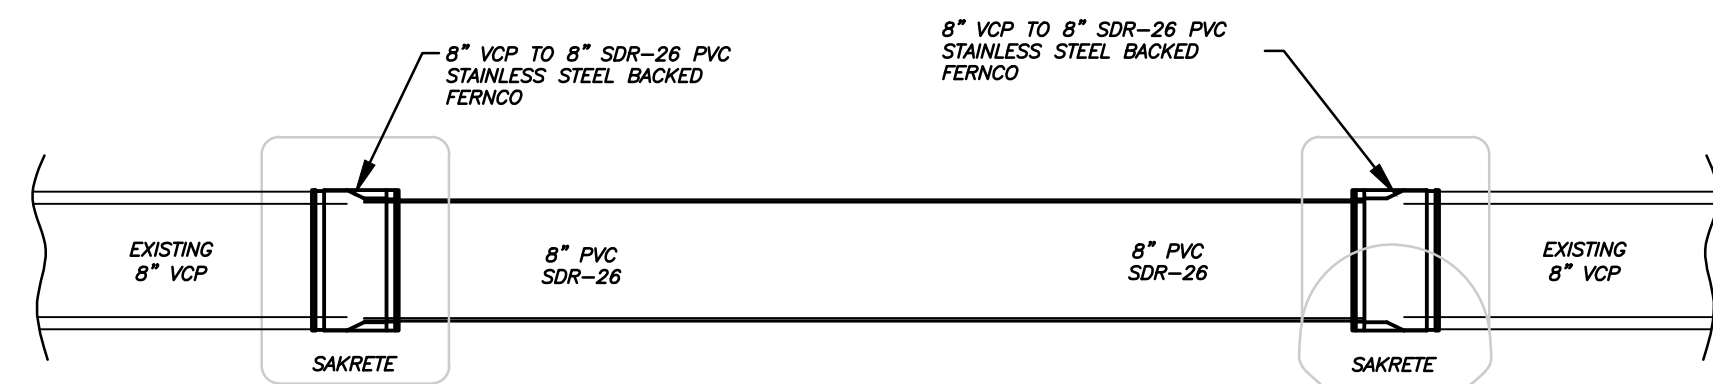 8” VCP TO 8” SDR-26 PVC
STAINLESS STEEL BACKED
FERNCO
8” VCP TO 8” SDR-26 PVC
STAINLESS STEEL BACKED
FERNCO
EXISTING
8” VCP
8” PVC
SDR-26
8” PVC
SDR-26
EXISTING
8” VCP
SAKRETE
SAKRETE